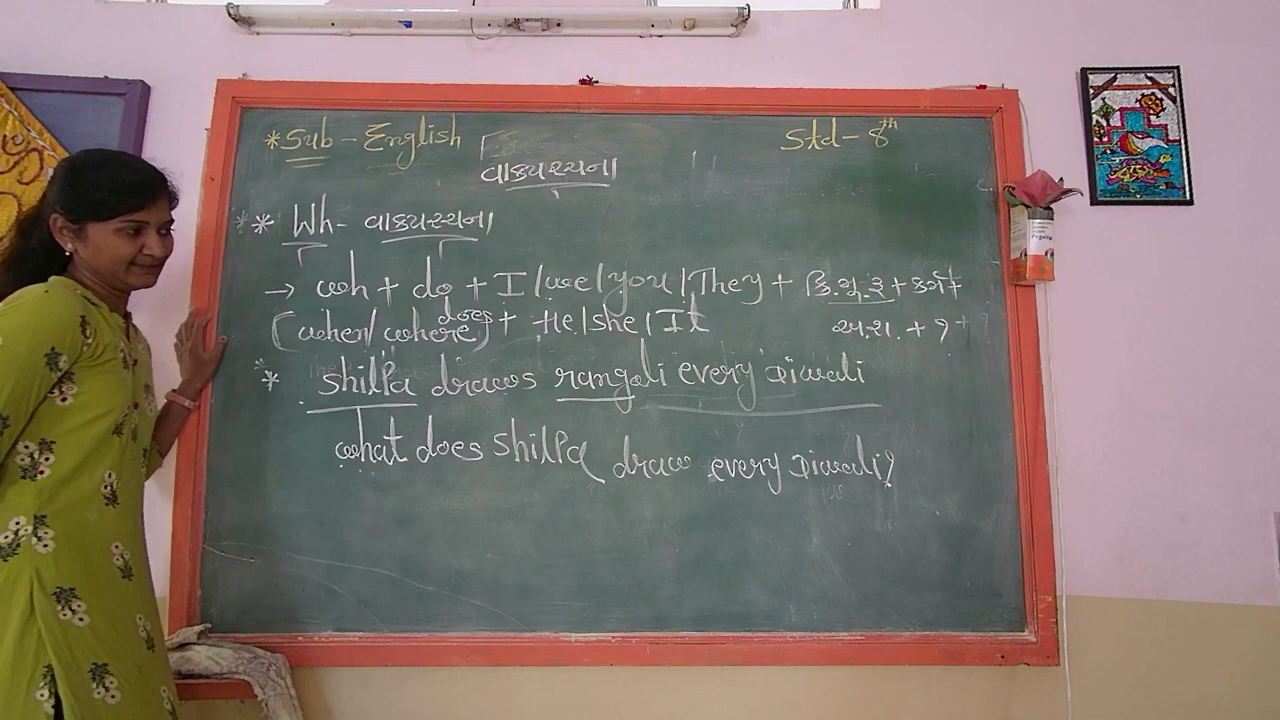 *Sub - English
Std - 8th
વાક્યરચના
* * Wh - વાક્યરચના
→ wh + do + I/we/you/They + ક્રિ.મૂ.રૂ + કર્મ +
(when/where) does + He/she/It અ.શ. + ?
* Shilpa draws rangoli every Diwali
what does Shilpa draw every Diwali?